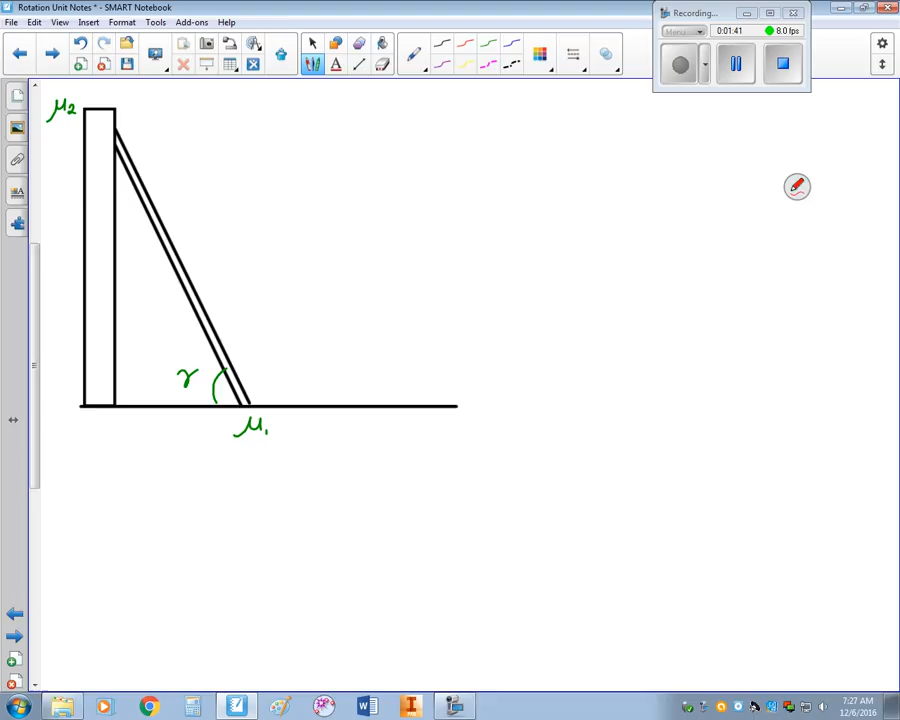 Rotation Unit Notes * - SMART Notebook
Recording...
File Edit View Insert Format Tools Add-ons Help
Menu
0:01:41
8.0 fps
μ₂
γ
μ₁
7:27 AM
12/6/2016